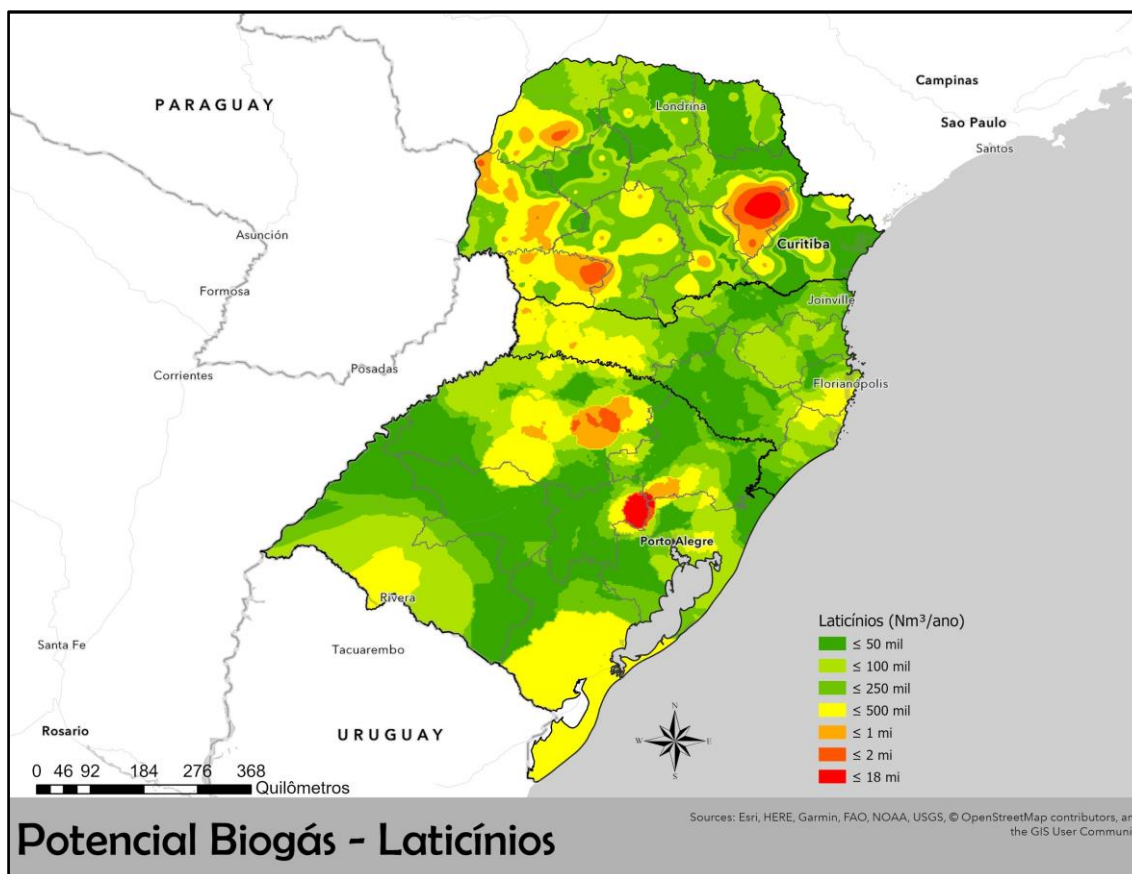 PARAGUAY
Campinas
Londrina
Sao Paulo
Santos
Asunción
Curitiba
Formosa
Joinville
Corrientes
Posadas
Florianópolis
Porto Alegre
Rivera
Santa Fe
Tacuarembo
Rosario
URUGUAY
Laticínios (Nm³/ano)
≤ 50 mil
≤ 100 mil
≤ 250 mil
≤ 500 mil
≤ 1 mi
≤ 2 mi
≤ 18 mi
N
W E
S
0 46 92 184 276 368
Quilômetros
Potencial Biogás - Laticínios
Sources: Esri, HERE, Garmin, FAO, NOAA, USGS, © OpenStreetMap contributors, an
the GIS User Communi